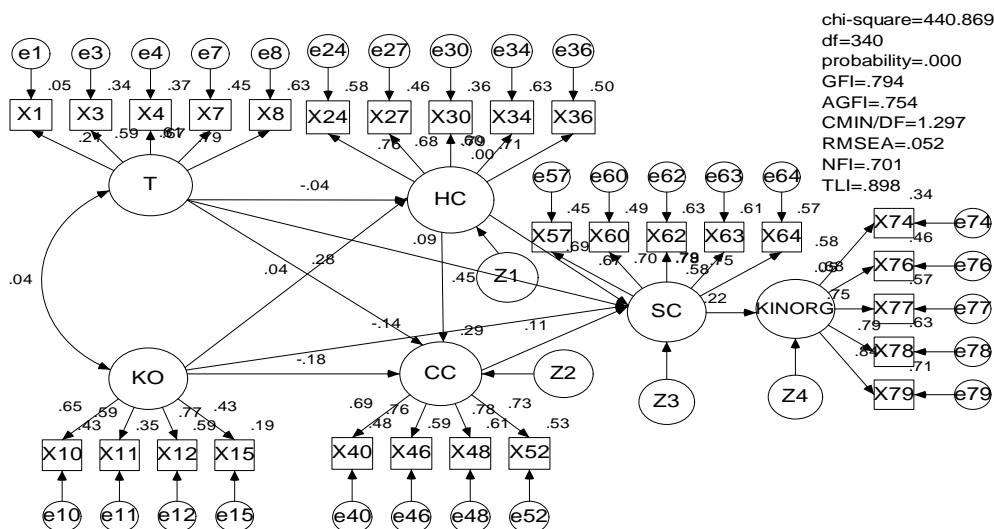 chi-square=440.869
df=340
probability=.000
GFI=.794
AGFI=.754
CMIN/DF=1.297
RMSEA=.052
NFI=.701
TLI=.898
e1 e3 e4 e7 e8 e24 e27 e30 e34 e36
.05 .34 .37 .45 .63 .58 .46 .36 .63 .50
X1 X3 X4 X7 X8 X24 X27 X30 X34 X36
.59 .76 .68 .00 .71
T HC
-.04
e57 e60 e62 e63 e64
.45 .49 .63 .61 .57
X57 X60 X62 X63 X64
.69 .67 .70 .58 .75
.34
X74 e74
.58 .46
X76 e76
.75 .57
X77 e77
.79 .63
X78 e78
.84 .71
X79 e79
.04 .04 .28 .09 .45 Z1
SC .22 KINORG
-.14 .29 .11
-.18
KO CC Z2 Z3 Z4
.65 .59 .77 .43 .69 .76 .78 .73
.43 .35 .59 .19 .48 .59 .61 .53
X10 X11 X12 X15 X40 X46 X48 X52
e10 e11 e12 e15 e40 e46 e48 e52